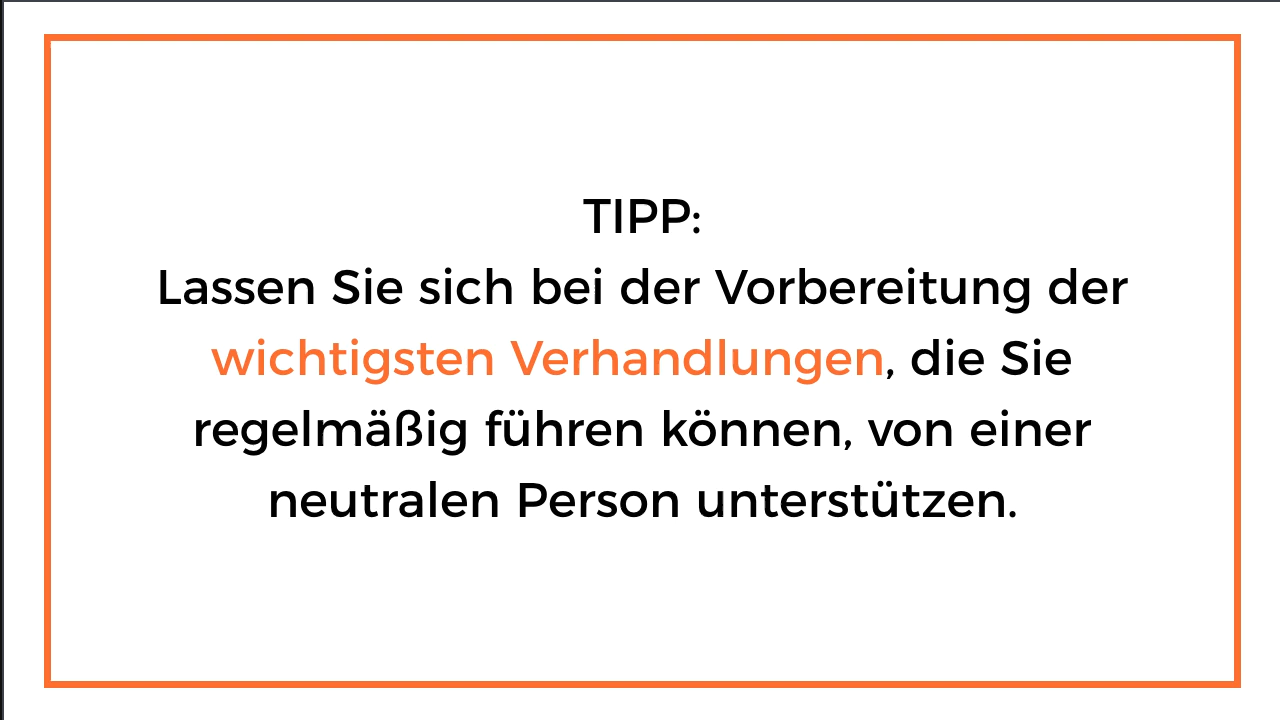 TIPP:
Lassen Sie sich bei der Vorbereitung der
wichtigsten Verhandlungen, die Sie
regelmäßig führen können, von einer
neutralen Person unterstützen.